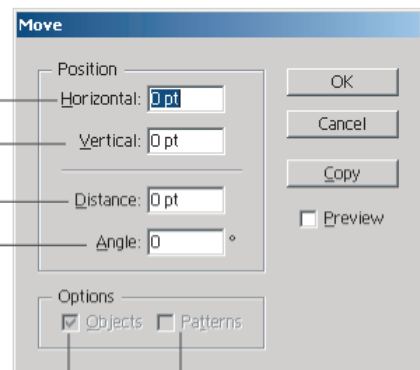 Move
Position
Horizontal: 0 pt
Vertical: 0 pt
Distance: 0 pt
Angle: 0 °
OK
Cancel
Copy
Preview
Options
Objects Patterns